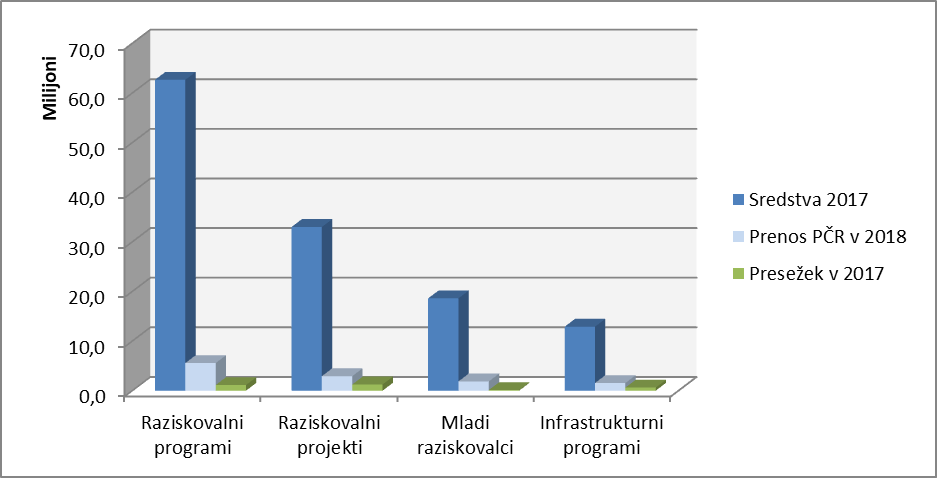 Milijoni
70,0
60,0
50,0
40,0
30,0
20,0
10,0
0,0
Raziskovalni
programi
Raziskovalni
projekti
Mladi
raziskovalci
Infrastrukturni
programi
Sredstva 2017
Prenos PČR v 2018
Presežek v 2017